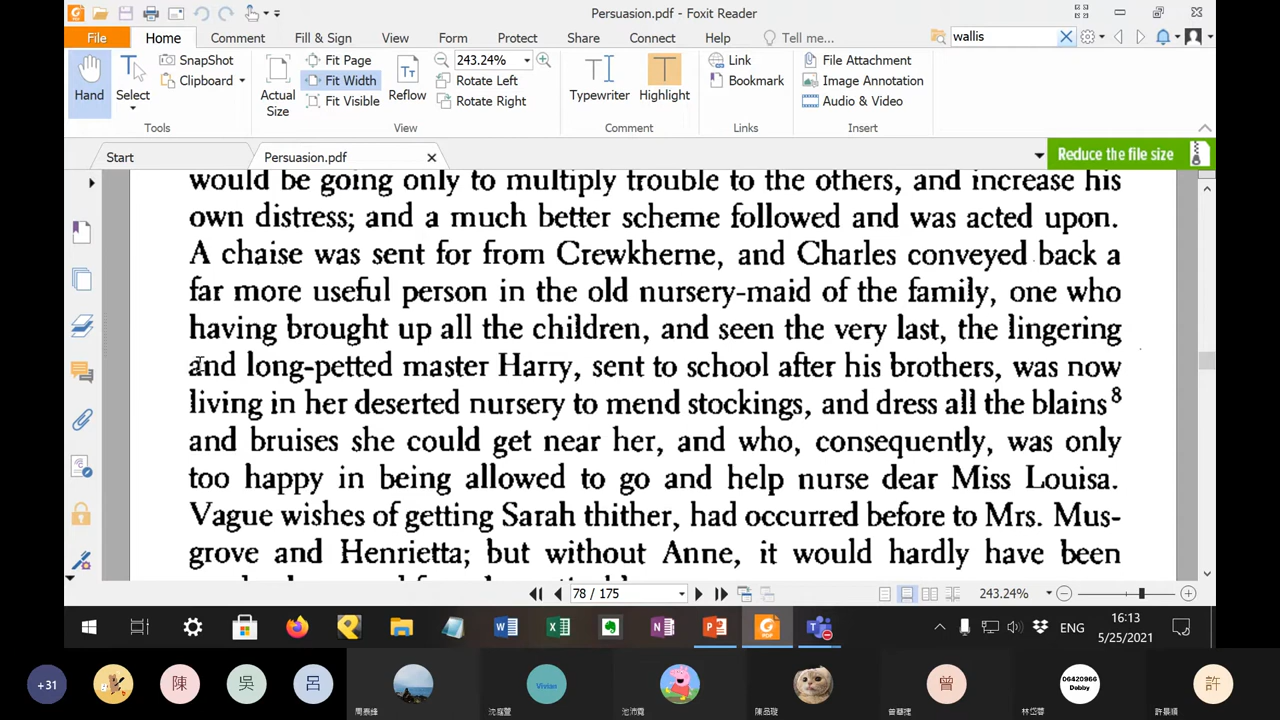 Persuasion.pdf - Foxit Reader
File
Home
Comment
Fill & Sign
View
Form
Protect
Share
Connect
Help
Tell me...
wallis
Hand
Select
SnapShot
Clipboard
Tools
Actual Size
Fit Page
Fit Width
Fit Visible
Reflow
243.24%
Rotate Left
Rotate Right
View
Typewriter
Highlight
Comment
Link
Bookmark
Links
File Attachment
Image Annotation
Audio & Video
Insert
Start
Persuasion.pdf
Reduce the file size
would be going only to multiply trouble to the others, and increase his
own distress; and a much better scheme followed and was acted upon.
A chaise was sent for from Crewkherne, and Charles conveyed back a
far more useful person in the old nursery-maid of the family, one who
having brought up all the children, and seen the very last, the lingering
and long-petted master Harry, sent to school after his brothers, was now
living in her deserted nursery to mend stockings, and dress all the blains8
and bruises she could get near her, and who, consequently, was only
too happy in being allowed to go and help nurse dear Miss Louisa.
Vague wishes of getting Sarah thither, had occurred before to Mrs. Mus-
grove and Henrietta; but without Anne, it would hardly have been
78 / 175
243.24%
ENG
16:13
5/25/2021
+31
陳
吳
呂
Vivian
曾
06420966
Debby
許